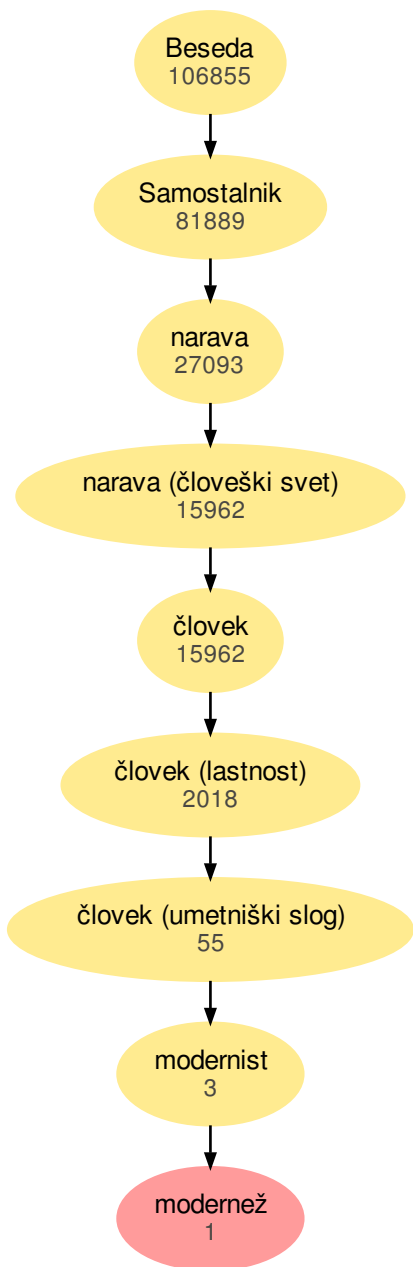 Beseda
106855
Samostalnik
81889
narava
27093
narava (človeški svet)
15962
človek
15962
človek (lastnost)
2018
človek (umetniški slog)
55
modernist
3
modernež
1